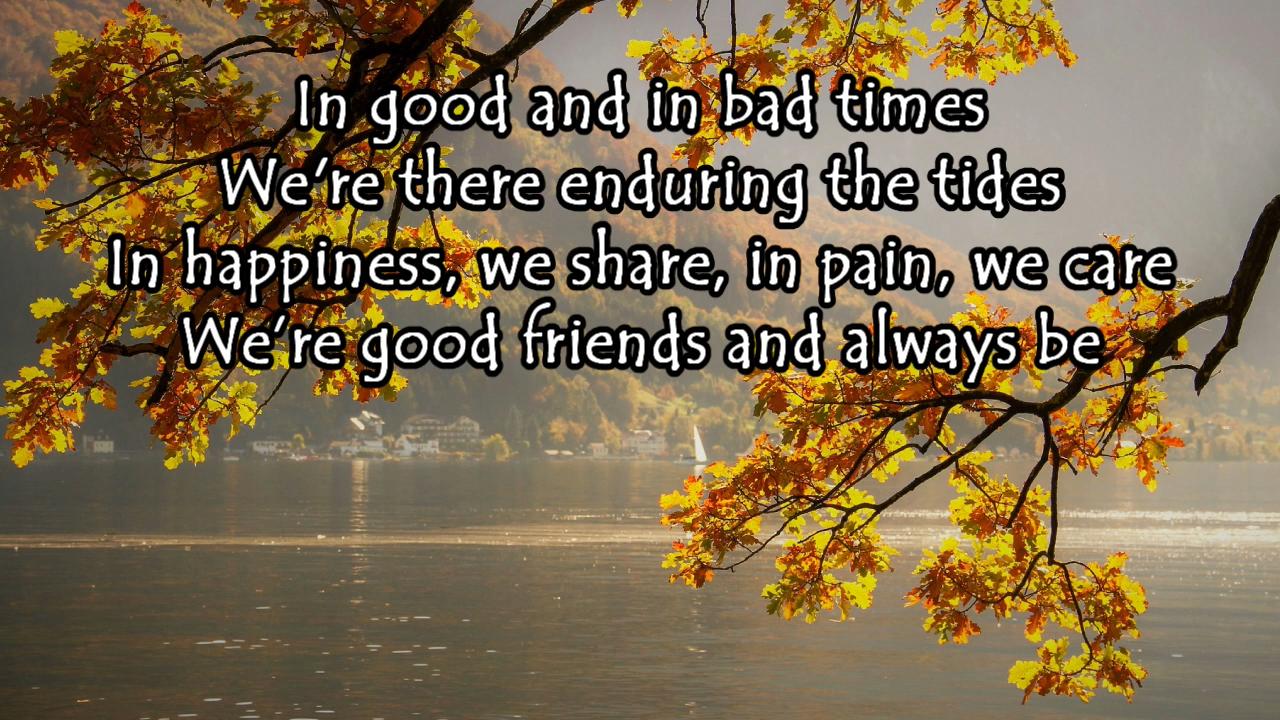 In good and in bad times
We’re there enduring the tides
In happiness, we share, in pain, we care
We’re good friends and always be